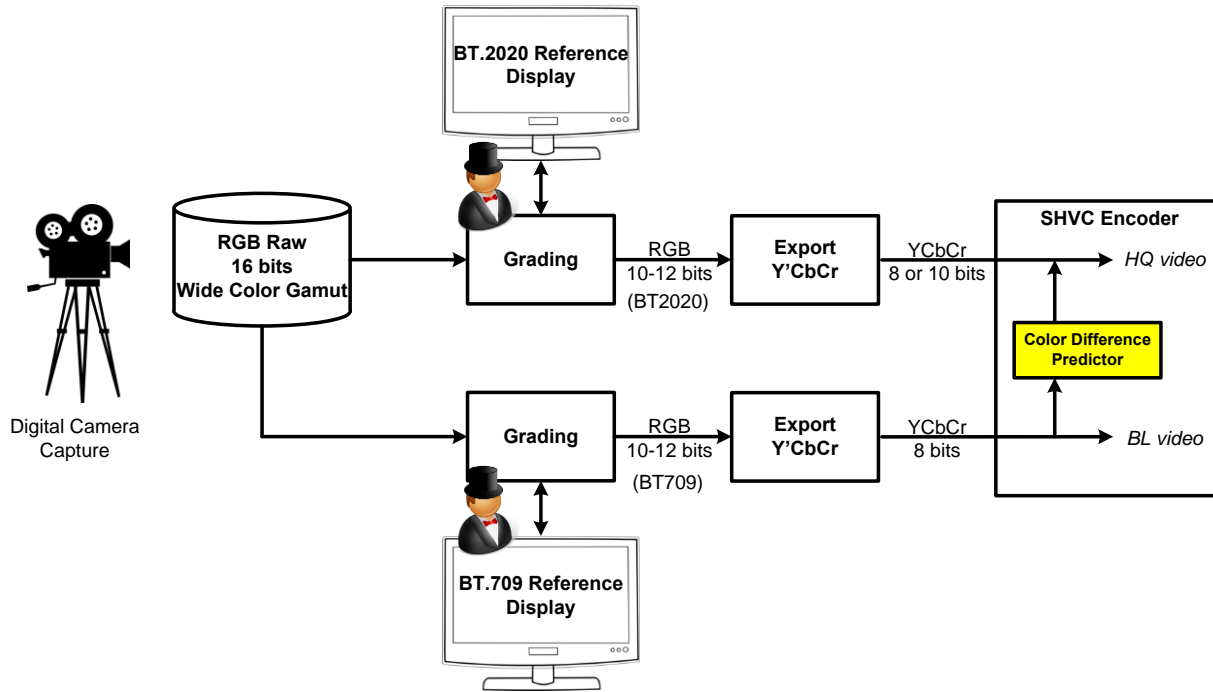 BT.2020 Reference
Display
Digital Camera
Capture
RGB Raw
16 bits
Wide Color Gamut
Grading
RGB
10-12 bits
(BT2020)
Export
Y'CbCr
YCbCr
8 or 10 bits
SHVC Encoder
HQ video
Color Difference
Predictor
Grading
RGB
10-12 bits
(BT709)
Export
Y'CbCr
YCbCr
8 bits
BL video
BT.709 Reference
Display